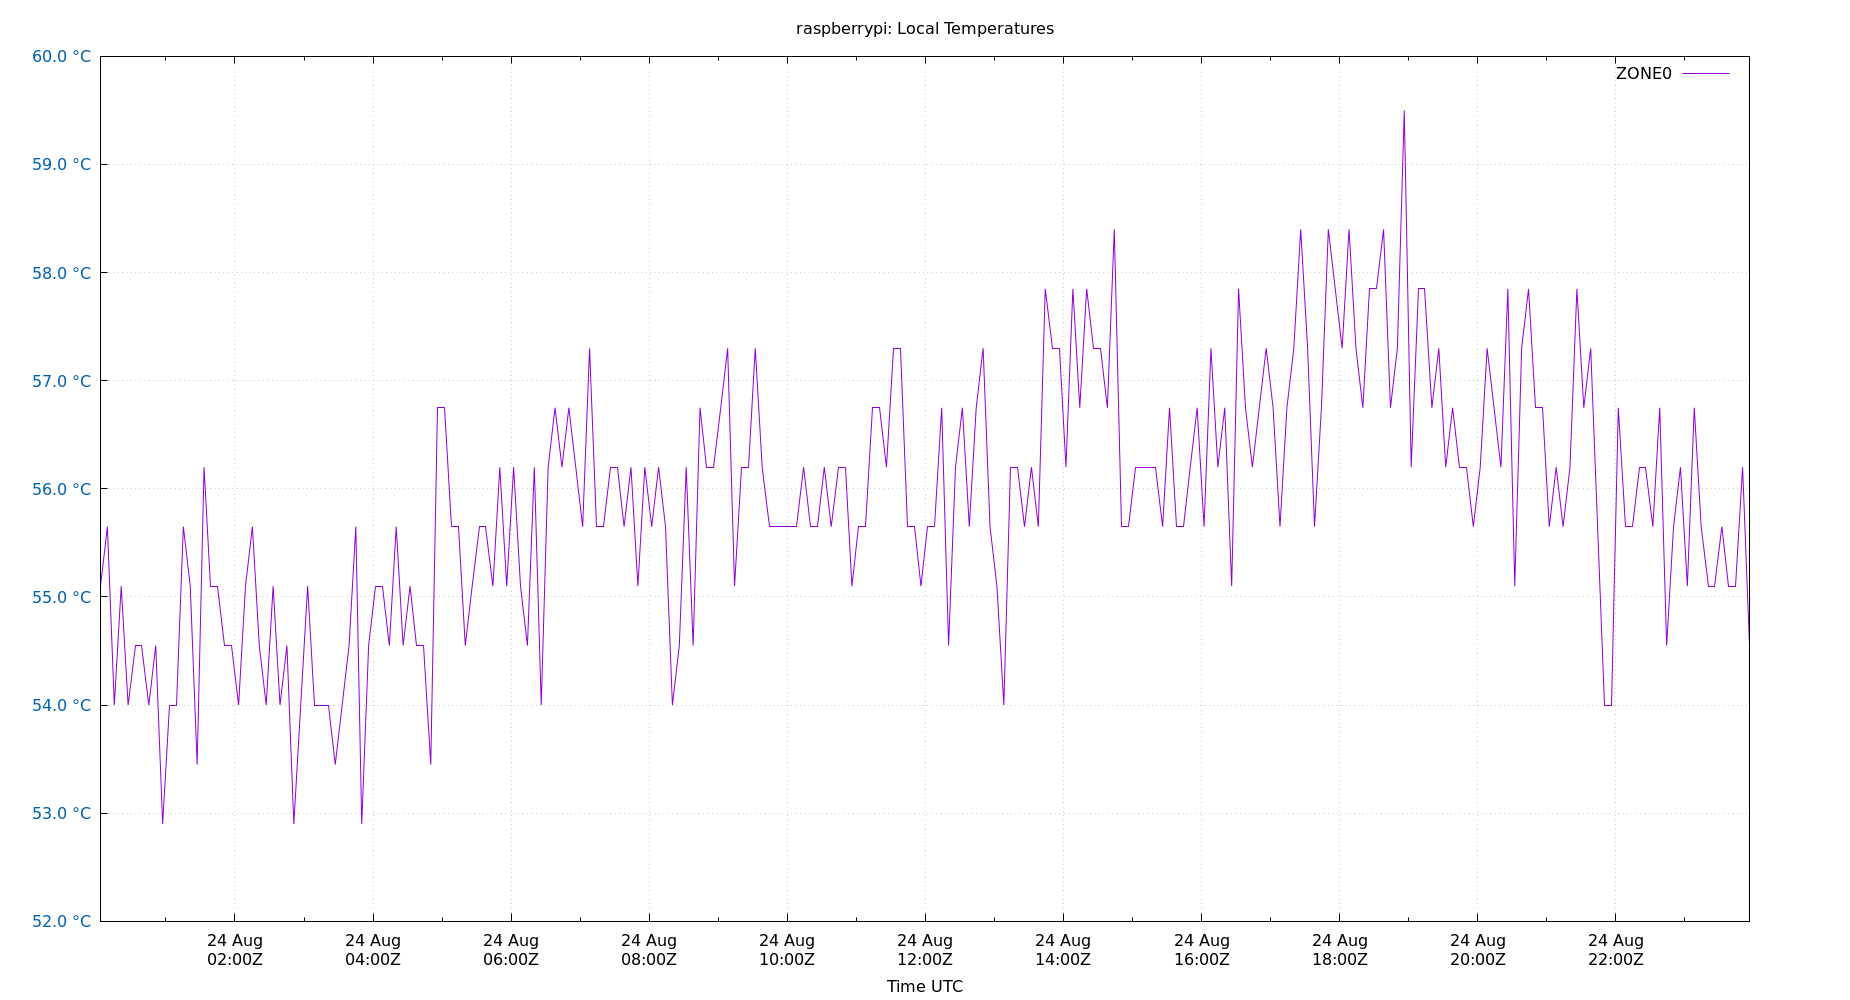 raspberrypi: Local Temperatures
ZONE0
60.0 °C
59.0 °C
58.0 °C
57.0 °C
56.0 °C
55.0 °C
54.0 °C
53.0 °C
52.0 °C
24 Aug 24 Aug 24 Aug 24 Aug 24 Aug 24 Aug 24 Aug 24 Aug 24 Aug 24 Aug 24 Aug
02:00Z 04:00Z 06:00Z 08:00Z 10:00Z 12:00Z 14:00Z 16:00Z 18:00Z 20:00Z 22:00Z
Time UTC